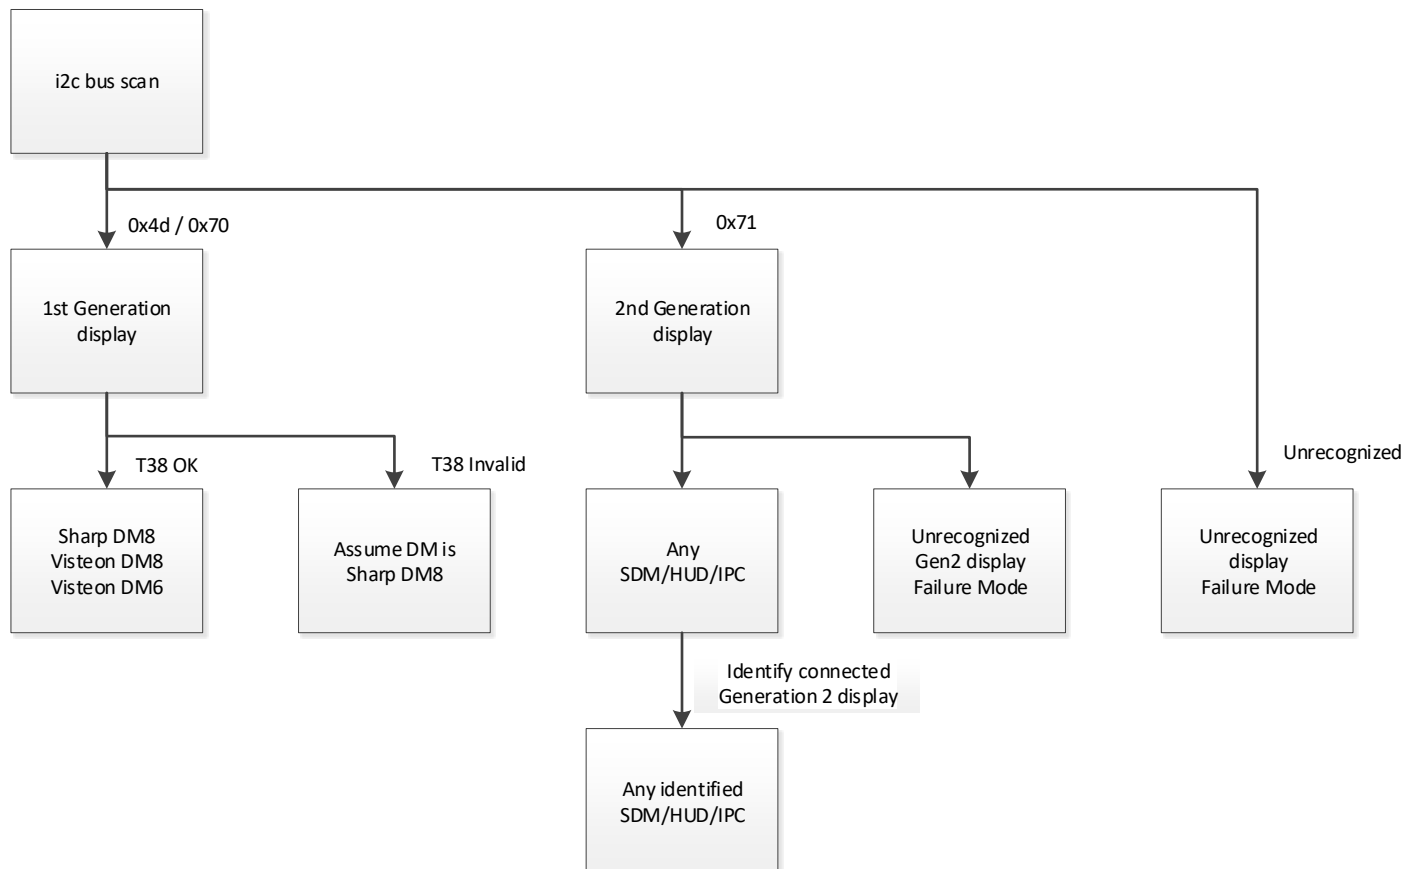 i2c bus scan
0x4d / 0x70
0x71
1st Generation
display
2nd Generation
display
T38 OK
T38 Invalid
Unrecognized
Sharp DM8
Visteon DM8
Visteon DM6
Assume DM is
Sharp DM8
Any
SDM/HUD/IPC
Unrecognized
Gen2 display
Failure Mode
Unrecognized
display
Failure Mode
Identify connected
Generation 2 display
Any identified
SDM/HUD/IPC